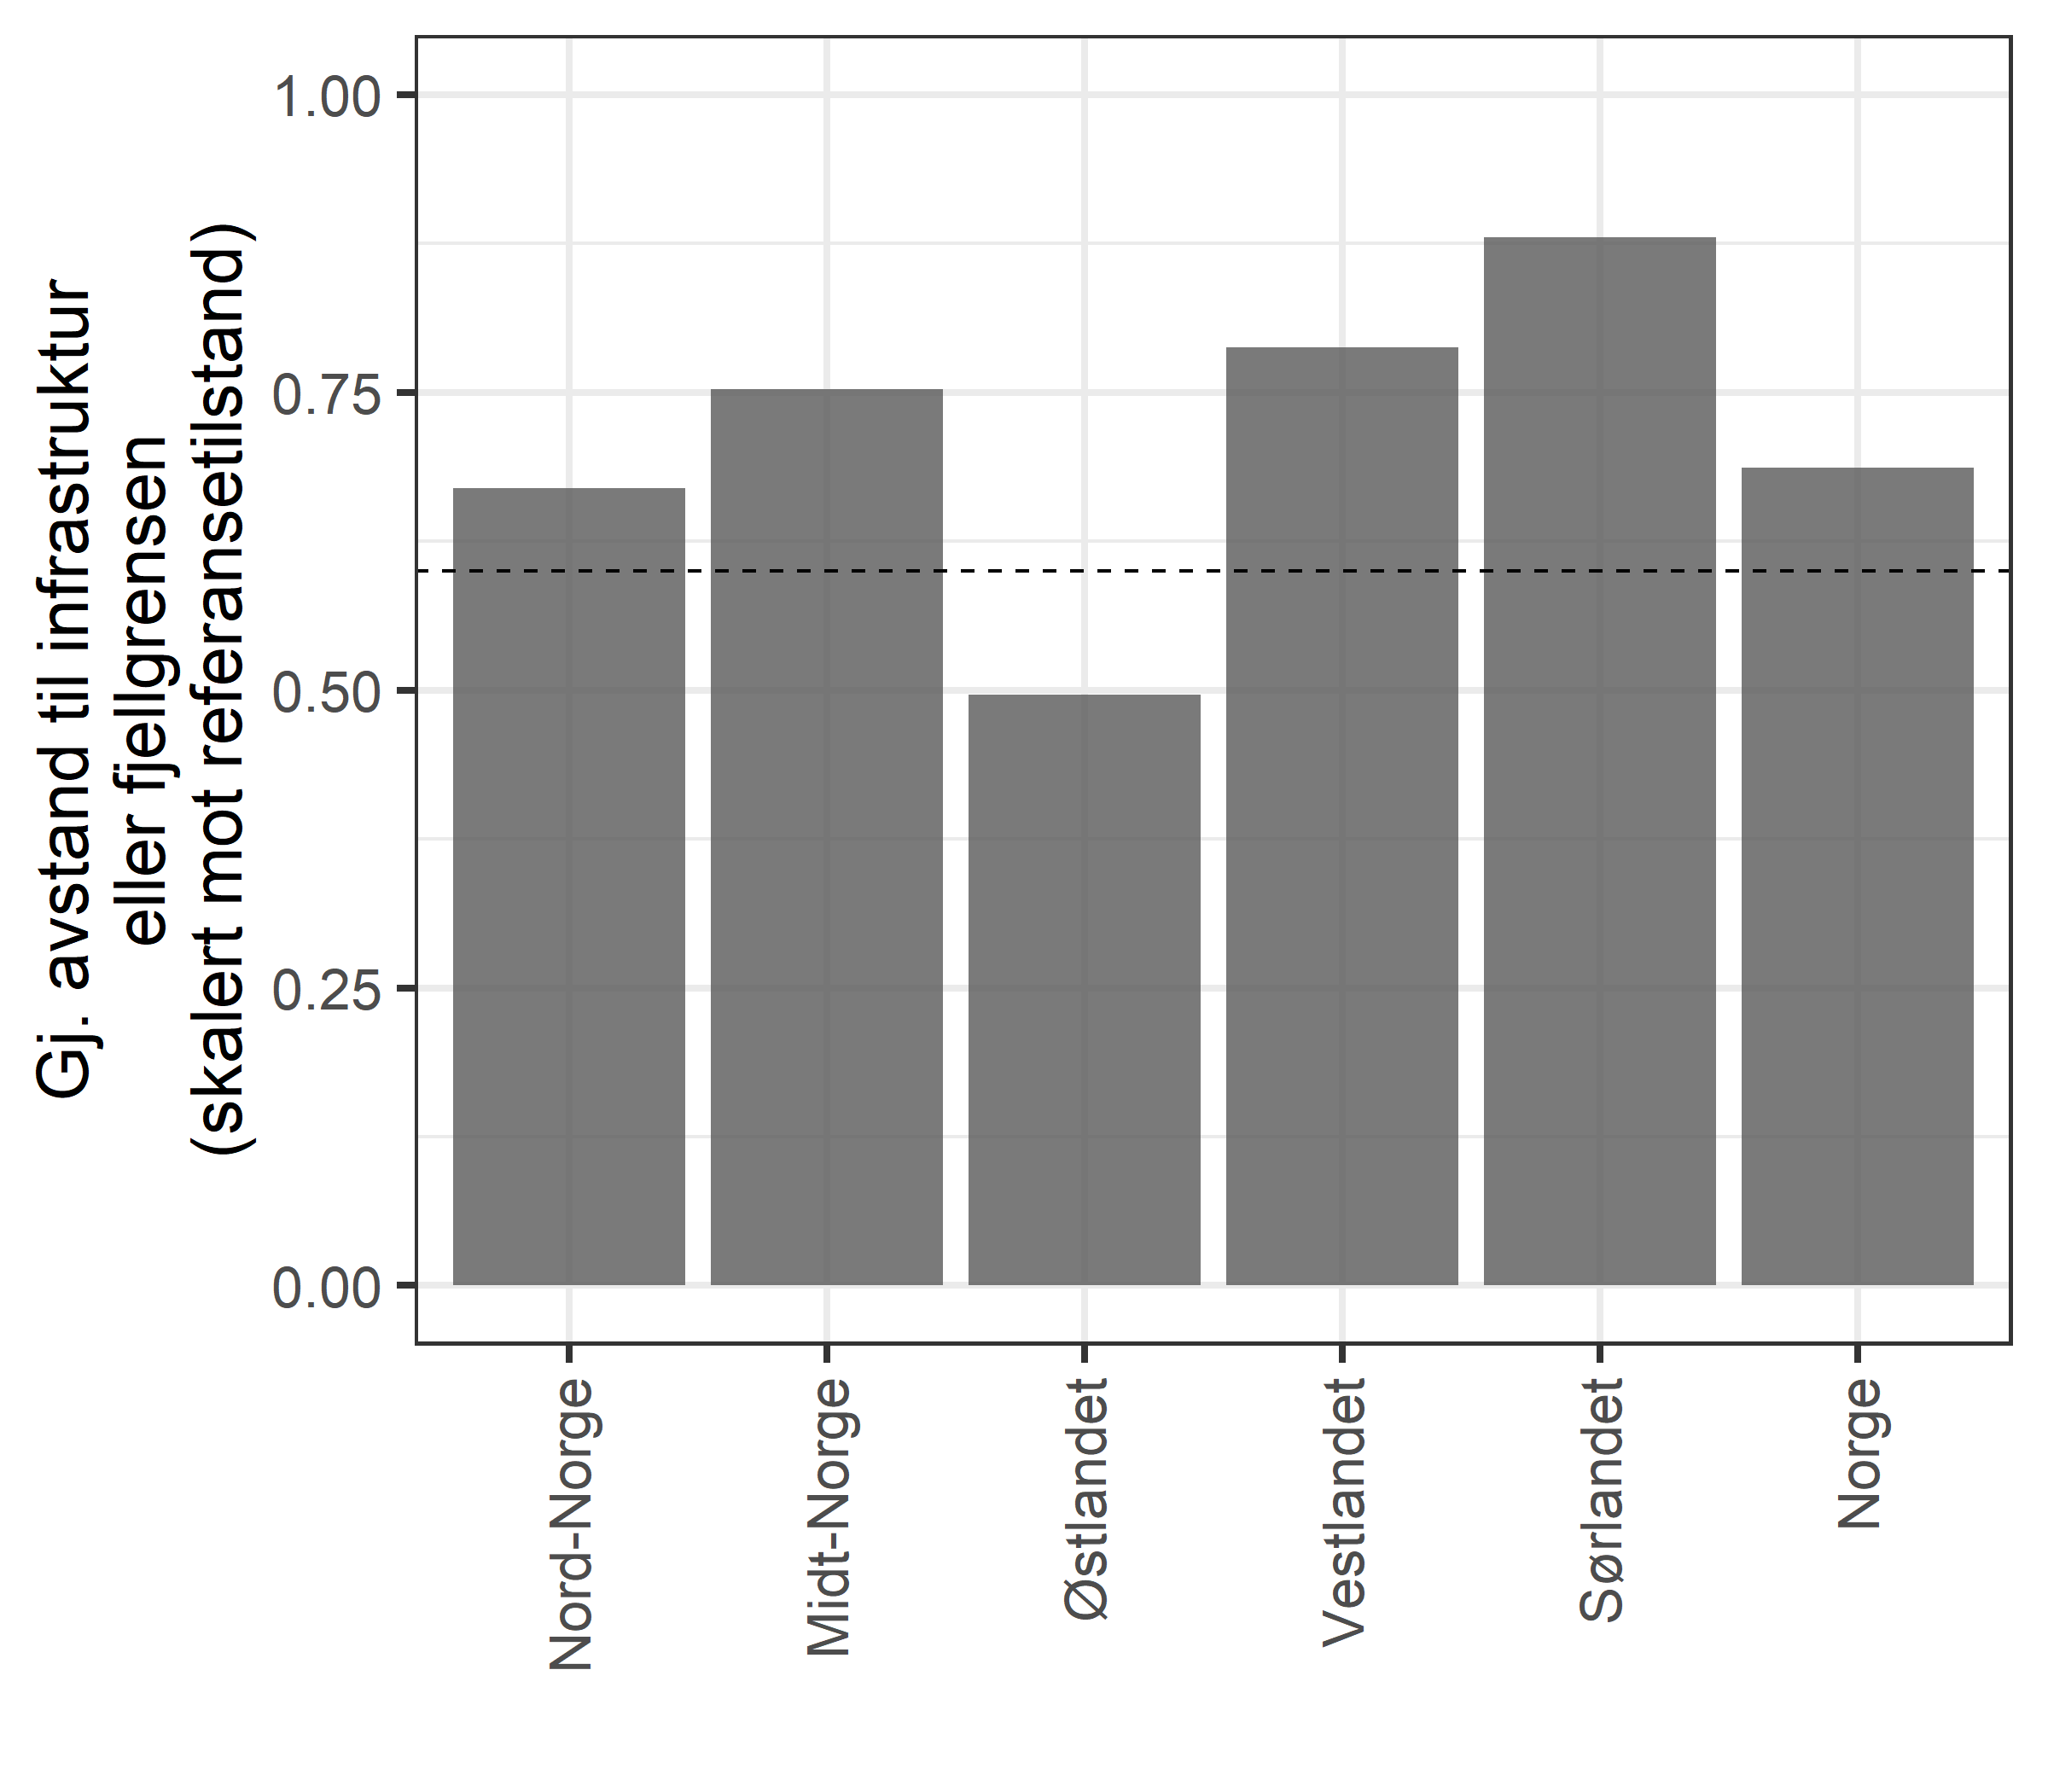 Gj. avstand til infrastruktur
eller fjellgrensen
(skalert mot referansetilsstand)
1.00
0.75
0.50
0.25
0.00
Nord-Norge
Midt-Norge
Østlandet
Vestlandet
Sørlandet
Norge